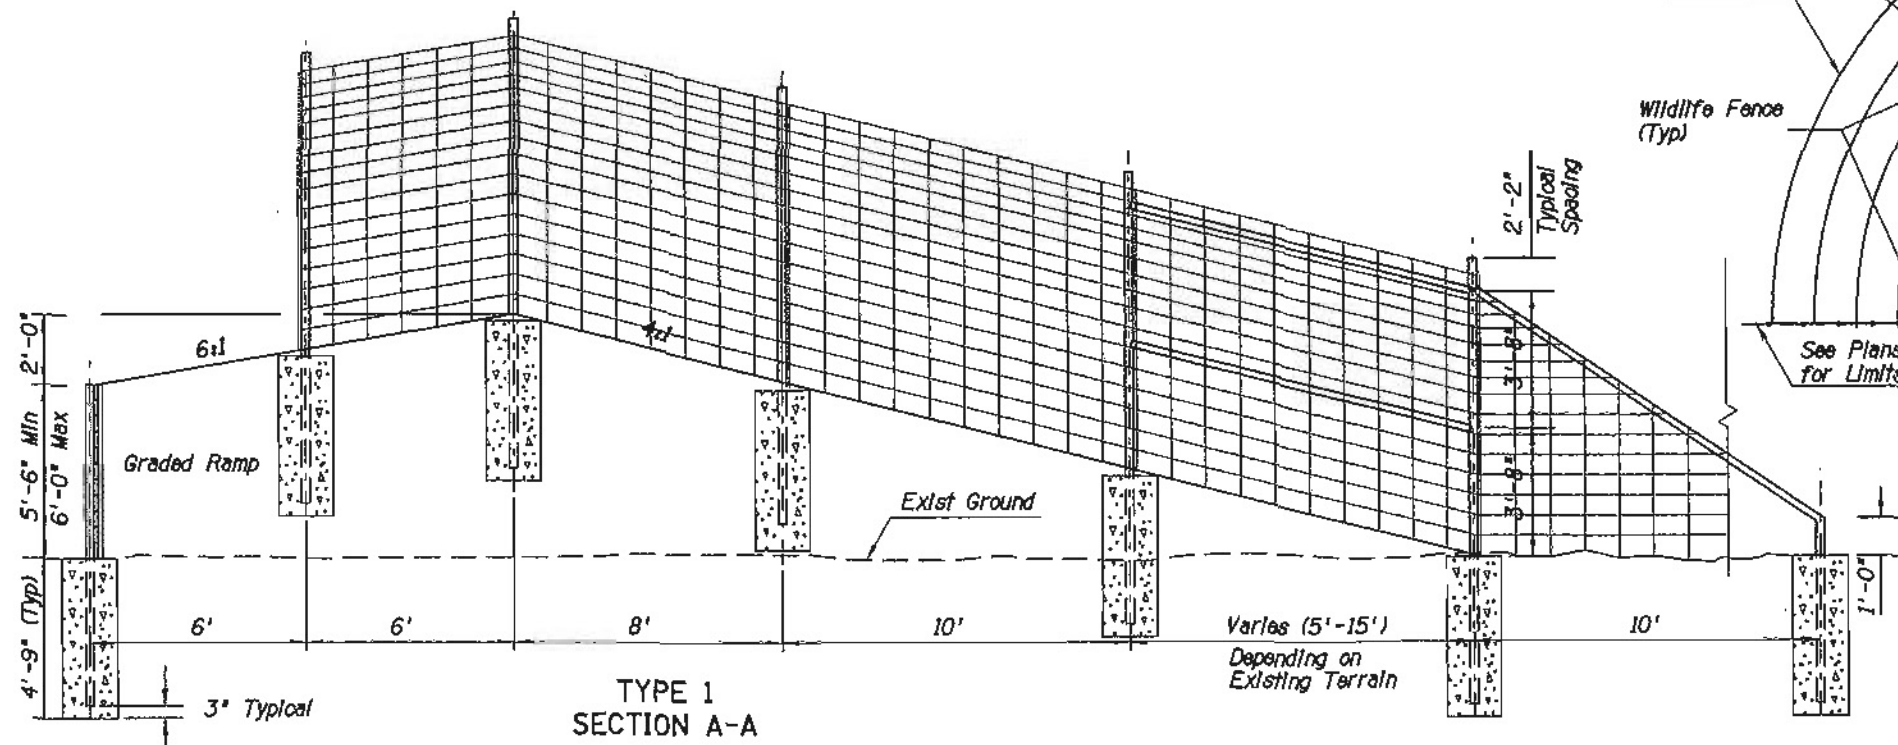 Wildlife Fence
(Typ)
2'-2"
Typical
Spacing
See Plans
for Limits
2'-0"
6:1
4:1
3'-8"
5'-6" Min
6'-0" Max
Graded Ramp
Exist Ground
3'-8"
1'-0"
4'-9" (Typ)
6'
6'
8'
10'
Varies (5'-15')
Depending on
Existing Terrain
10'
3" Typical
TYPE 1
SECTION A-A